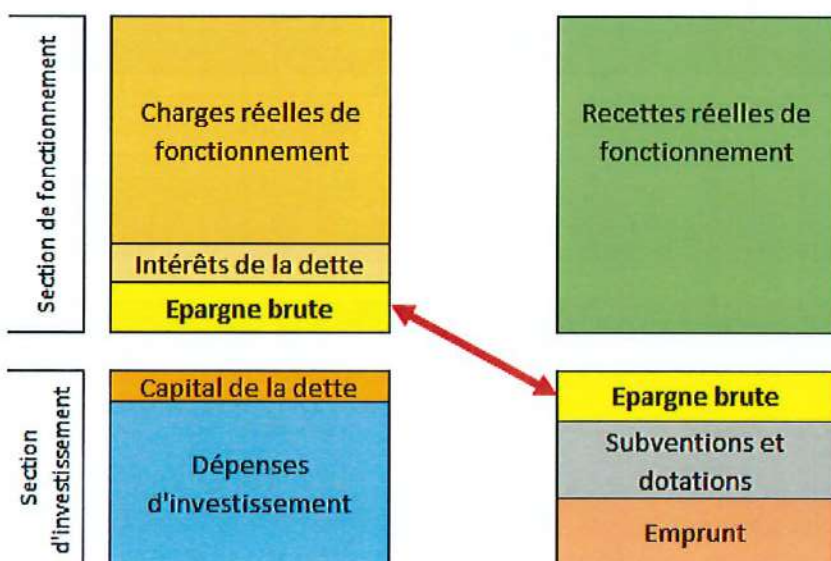 Section de fonctionnement
Charges réelles de
fonctionnement
Intérêts de la dette
Epargne brute
Recettes réelles de
fonctionnement
Section
d'investissement
Capital de la dette
Dépenses
d'investissement
Epargne brute
Subventions et
dotations
Emprunt